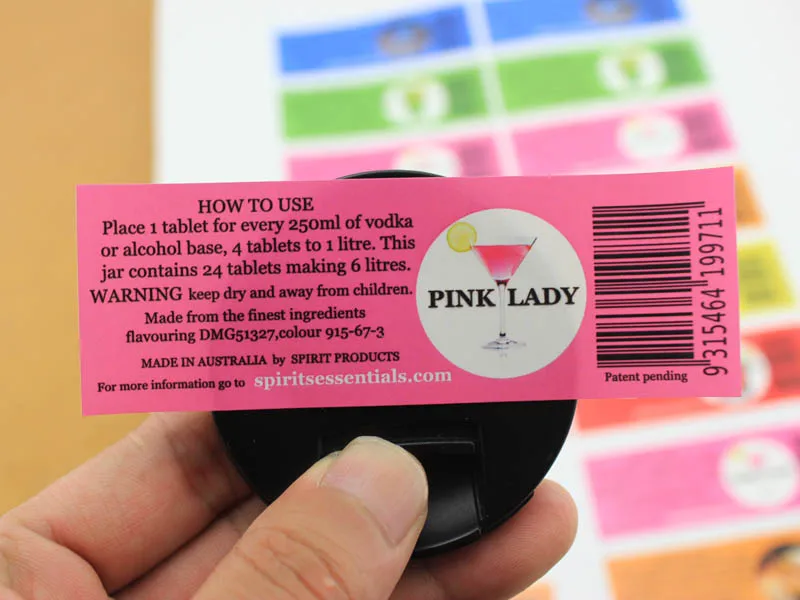 HOW TO USE
Place 1 tablet for every 250ml of vodka
or alcohol base, 4 tablets to 1 litre. This
jar contains 24 tablets making 6 litres.
WARNING keep dry and away from children.
Made from the finest ingredients
flavouring DMG51327,colour 915-67-3
MADE IN AUSTRALIA by SPIRIT PRODUCTS
For more information go to spiritsessentials.com
PINK LADY
9 315464 199711
Patent pending